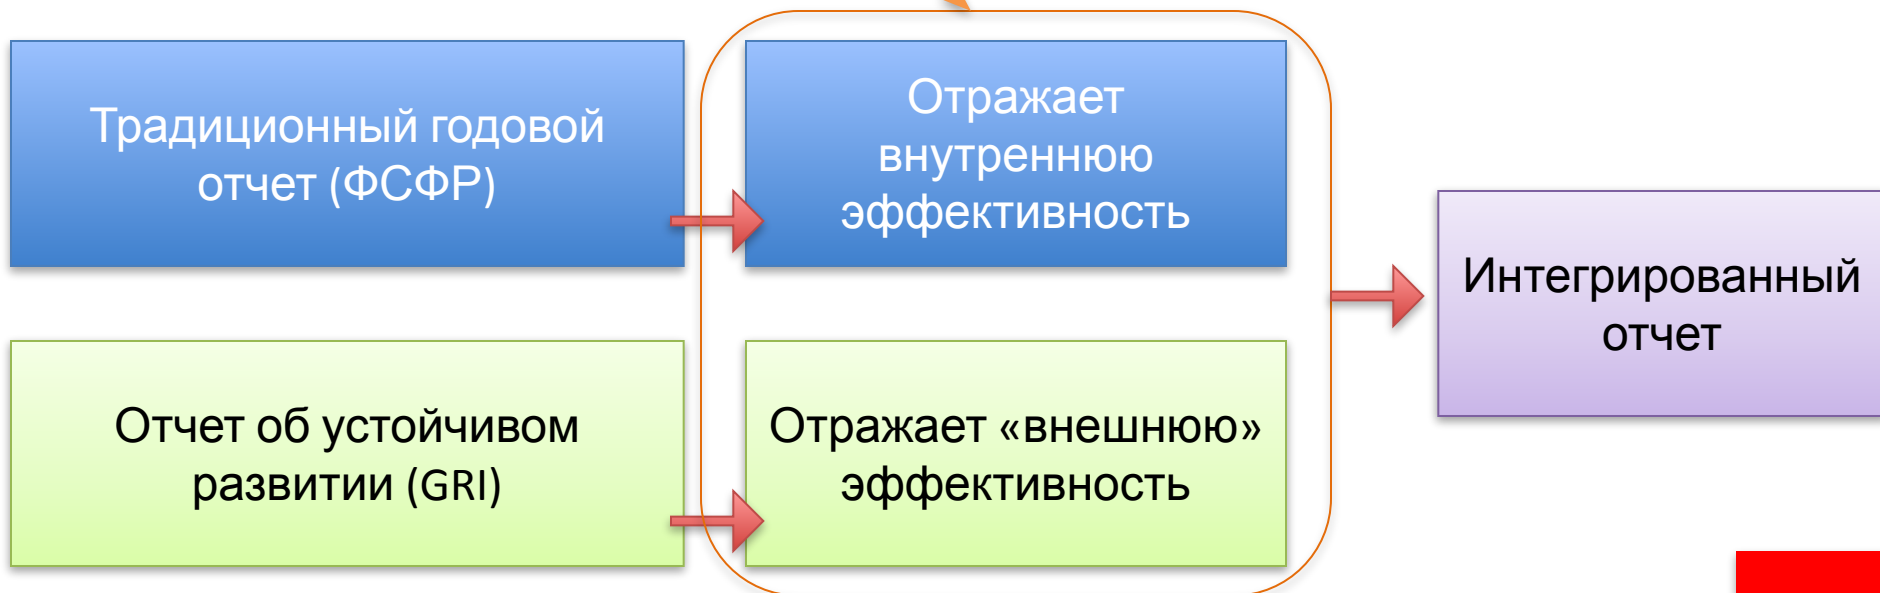 Традиционный годовой
отчет (ФСФР)
Отражает
внутреннюю
эффективность
Интегрированный
отчет
Отчет об устойчивом
развитии (GRI)
Отражает «внешнюю»
эффективность